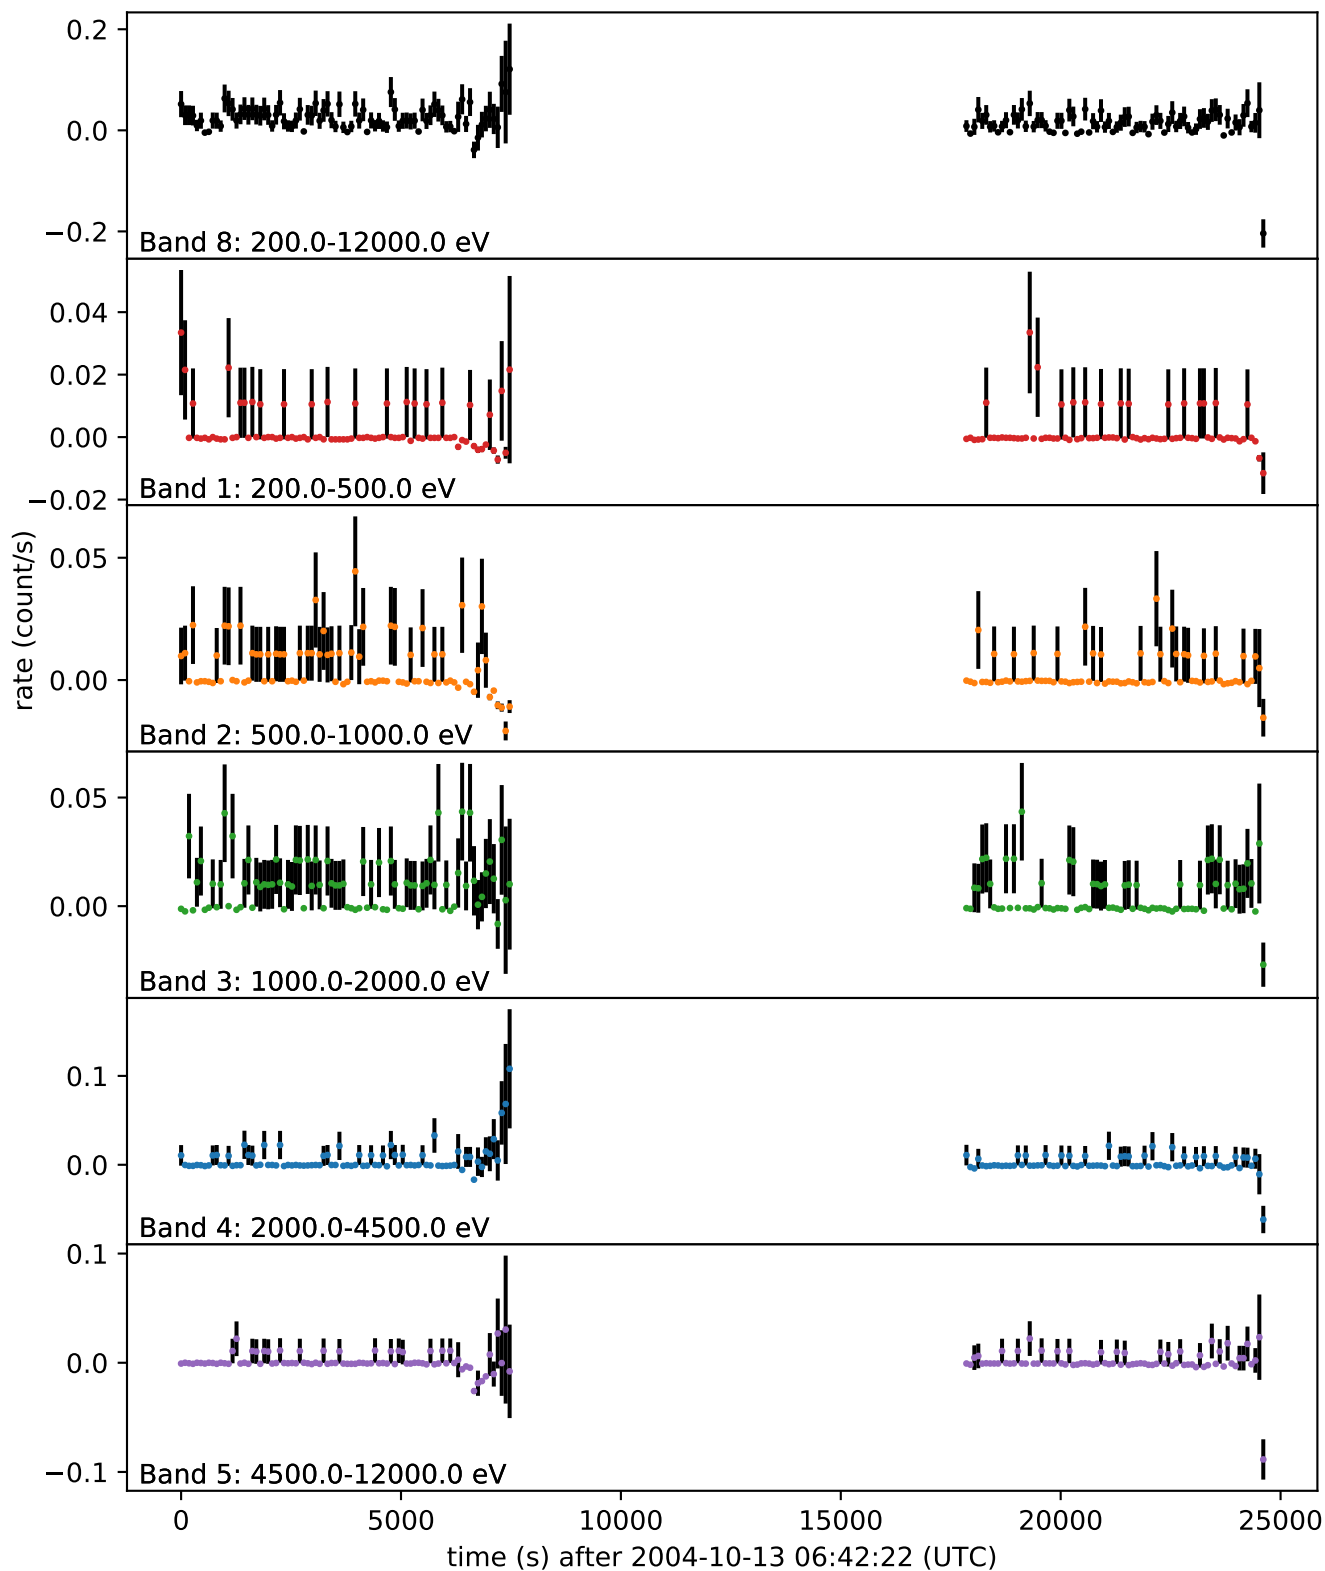 0.2
0.0
−0.2
Band 8: 200.0-12000.0 eV
0.04
0.02
0.00
−0.02
Band 1: 200.0-500.0 eV
rate (count/s)
0.05
0.00
Band 2: 500.0-1000.0 eV
0.05
0.00
Band 3: 1000.0-2000.0 eV
0.1
0.0
Band 4: 2000.0-4500.0 eV
0.1
0.0
−0.1
Band 5: 4500.0-12000.0 eV
0 5000 10000 15000 20000 25000
time (s) after 2004-10-13 06:42:22 (UTC)